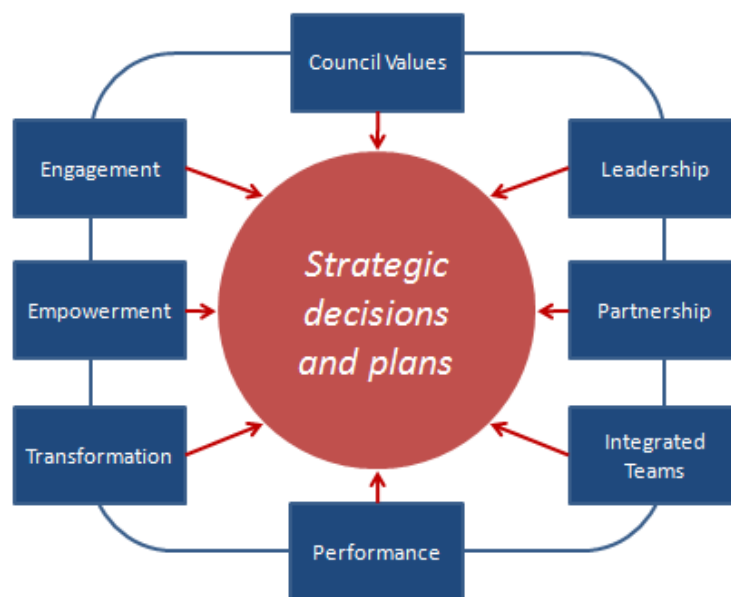 Council Values
Engagement
Leadership
Strategic
decisions
and plans
Empowerment
Partnership
Transformation
Integrated
Teams
Performance